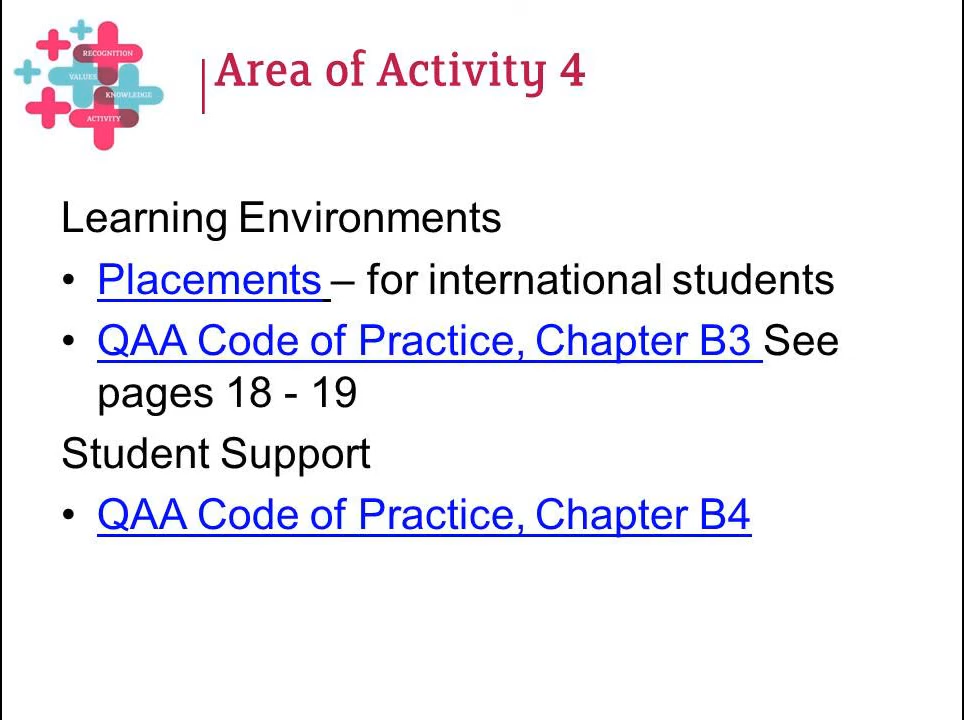 RECOGNITION
VALUES
KNOWLEDGE
ACTIVITY
Area of Activity 4
Learning Environments
• Placements – for international students
• QAA Code of Practice, Chapter B3 See
pages 18 - 19
Student Support
• QAA Code of Practice, Chapter B4